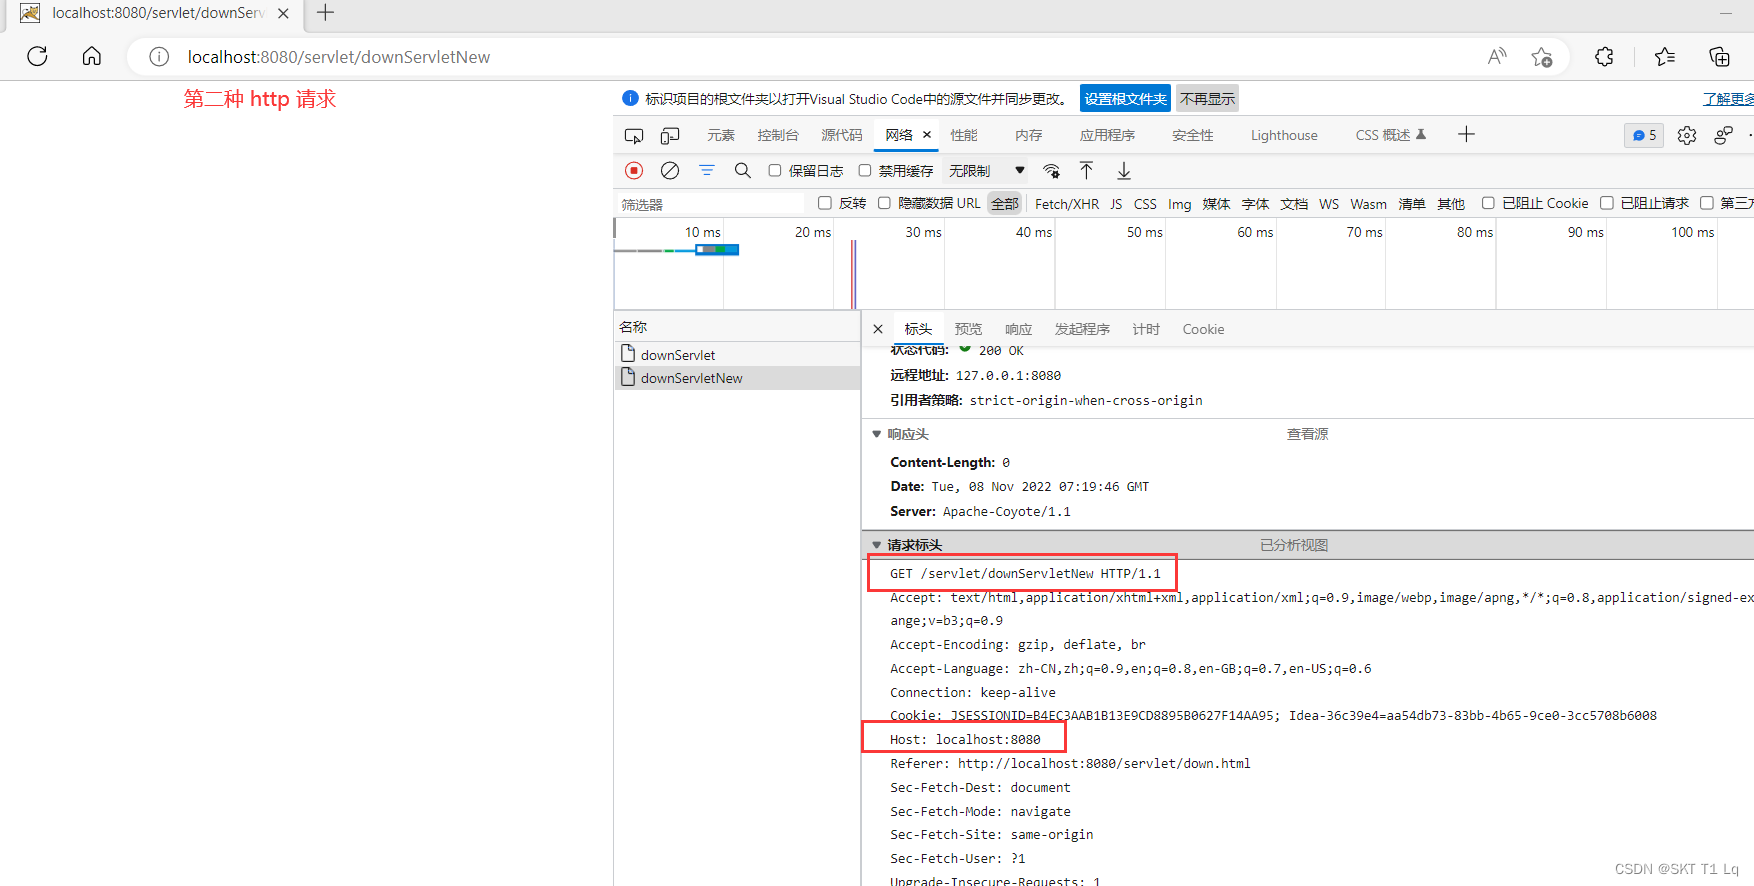 localhost:8080/servlet/downServ
localhost:8080/servlet/downServletNew
第二种 http 请求
标识项目的根文件夹以打开Visual Studio Code中的源文件并同步更改。 设置根文件夹 不再显示 了解更多
元素 控制台 源代码 网络 性能 内存 应用程序 安全性 Lighthouse CSS 概述 5
保留日志 禁用缓存 无限制
筛选器 反转 隐藏数据 URL 全部 Fetch/XHR JS CSS Img 媒体 字体 文档 WS Wasm 清单 其他 已阻止 Cookie 已阻止请求 第三方
10 ms 20 ms 30 ms 40 ms 50 ms 60 ms 70 ms 80 ms 90 ms 100 ms
名称
downServlet
downServletNew
标头 预览 响应 发起程序 计时 Cookie
状态代码: 200 OK
远程地址: 127.0.0.1:8080
引用者策略: strict-origin-when-cross-origin
响应头 查看源
Content-Length: 0
Date: Tue, 08 Nov 2022 07:19:46 GMT
Server: Apache-Coyote/1.1
请求标头 已分析视图
GET /servlet/downServletNew HTTP/1.1
Accept: text/html,application/xhtml+xml,application/xml;q=0.9,image/webp,image/apng,*/*;q=0.8,application/signed-ex
ange;v=b3;q=0.9
Accept-Encoding: gzip, deflate, br
Accept-Language: zh-CN,zh;q=0.9,en;q=0.8,en-GB;q=0.7,en-US;q=0.6
Connection: keep-alive
Cookie: JSESSIONID=B4EC3AAB1B13E9CD8895B0627F14AA95; Idea-36c39e4=aa54db73-83bb-4b65-9ce0-3cc5708b6008
Host: localhost:8080
Referer: http://localhost:8080/servlet/down.html
Sec-Fetch-Dest: document
Sec-Fetch-Mode: navigate
Sec-Fetch-Site: same-origin
Sec-Fetch-User: ?1
Upgrade-Insecure-Requests: 1
CSDN @SKT T1 Lq